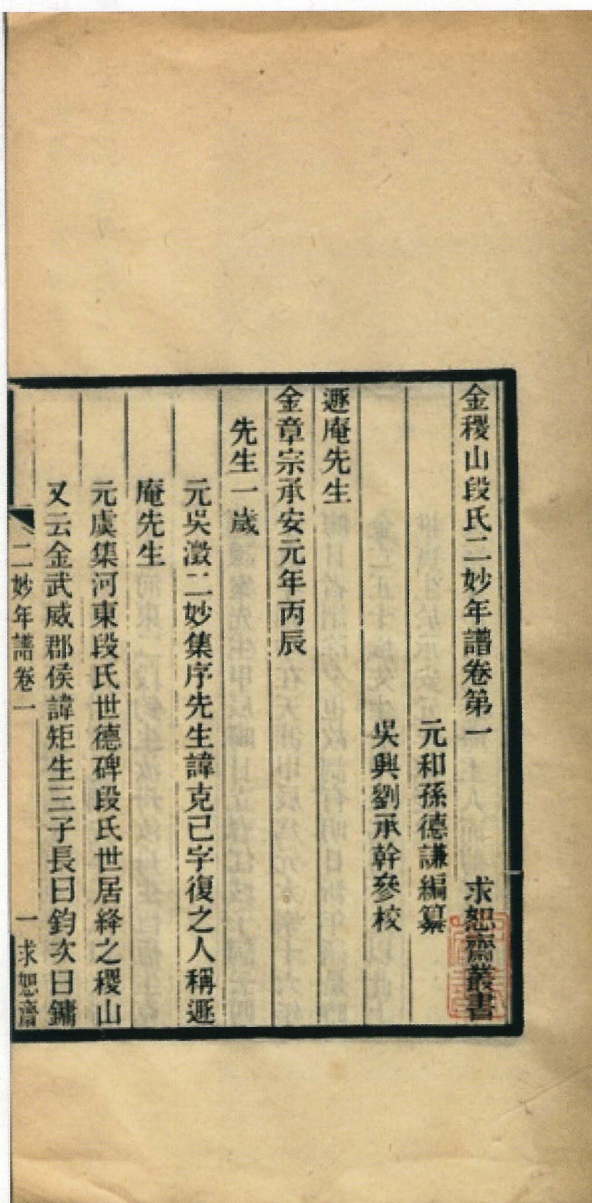 金稷山段氏二妙年譜卷第一
求恕齋叢書
元和孫德謙編纂
吳興劉承幹參校
遯庵先生
金章宗承安元年丙辰
先生一歲
元吳澂二妙集序先生諱克己字復之人稱遯
庵先生
元虞集河東段氏世德碑段氏世居絳之稷山
又云金武威郡侯諱矩生三子長曰鈞次曰鏞
二妙年譜卷一
一
求恕齋